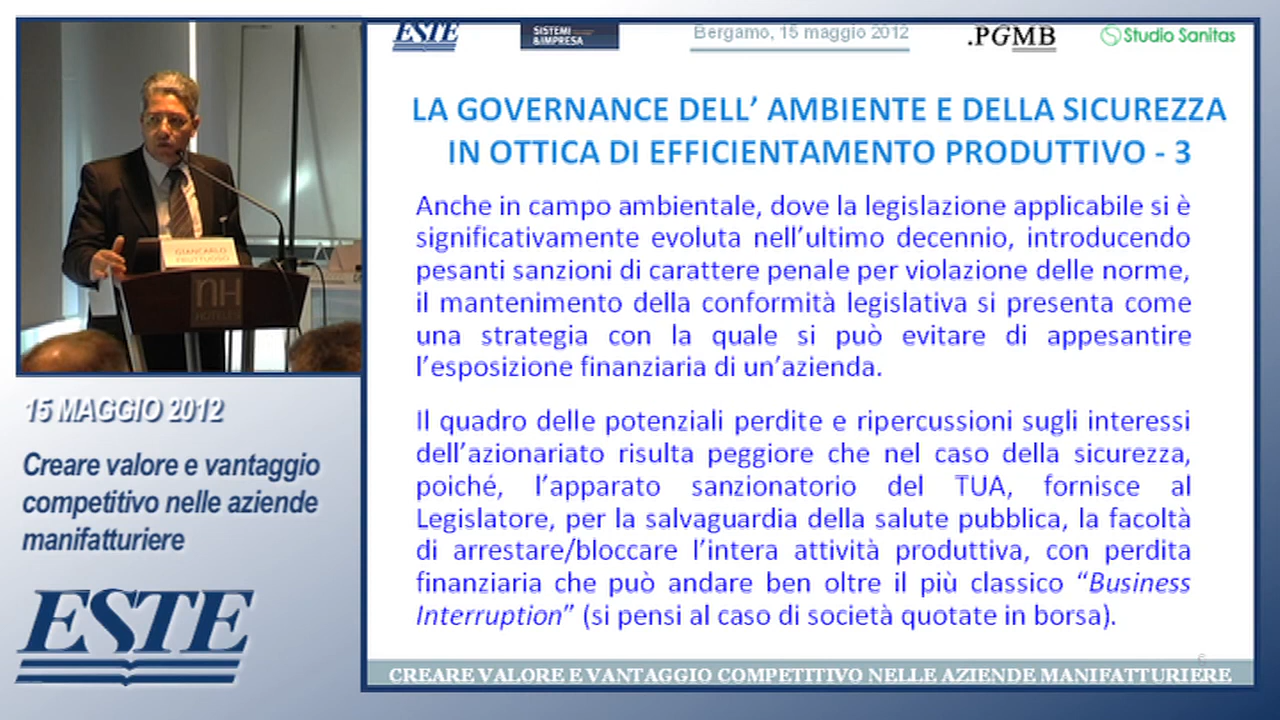 ESTE
SISTEMI
&IMPRESA
Bergamo, 15 maggio 2012
.PGMB
Studio Sanitas
LA GOVERNANCE DELL’ AMBIENTE E DELLA SICUREZZA
IN OTTICA DI EFFICIENTAMENTO PRODUTTIVO - 3
Anche in campo ambientale, dove la legislazione applicabile si è
significativamente evoluta nell’ultimo decennio, introducendo
pesanti sanzioni di carattere penale per violazione delle norme,
il mantenimento della conformità legislativa si presenta come
una strategia con la quale si può evitare di appesantire
l’esposizione finanziaria di un’azienda.
Il quadro delle potenziali perdite e ripercussioni sugli interessi
dell’azionariato risulta peggiore che nel caso della sicurezza,
poiché, l’apparato sanzionatorio del TUA, fornisce al
Legislatore, per la salvaguardia della salute pubblica, la facoltà
di arrestare/bloccare l’intera attività produttiva, con perdita
finanziaria che può andare ben oltre il più classico “Business
Interruption” (si pensi al caso di società quotate in borsa).
6
CREARE VALORE E VANTAGGIO COMPETITIVO NELLE AZIENDE MANIFATTURIERE
GIANCARLO
FRUTTUOSO
NH
HOTELES
15 MAGGIO 2012
Creare valore e vantaggio
competitivo nelle aziende
manifatturiere
ESTE